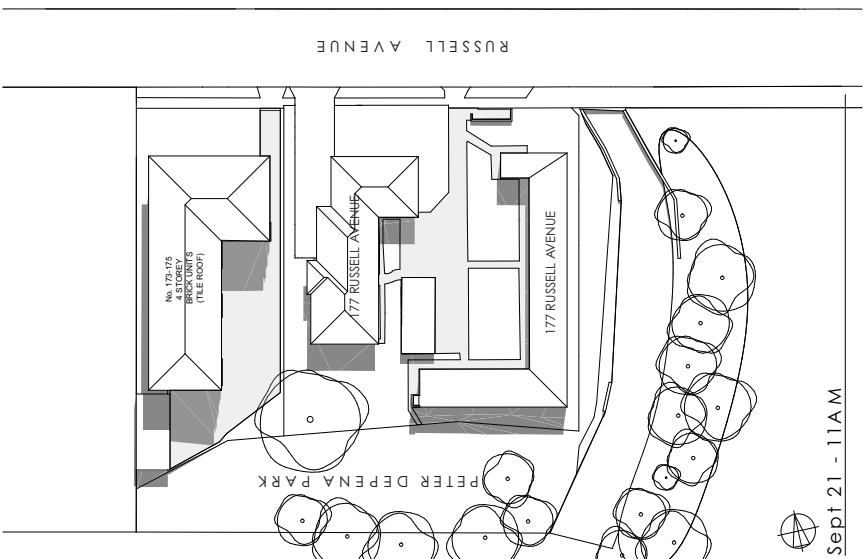 RUSSELL AVENUE
No. 173-175
4 STOREY
BRICK UNITS
(TILE ROOF)
177 RUSSELL AVENUE
177 RUSSELL AVENUE
PETER DEPENA PARK
Sept 21 - 11AM